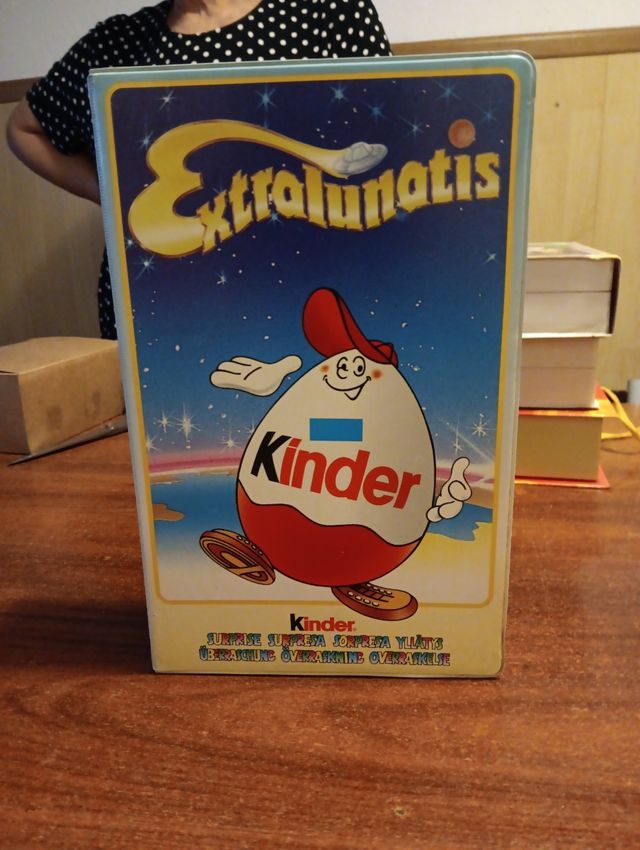 Extralunatis
Kinder
Kinder
SURPRISE SURPRESA SORPRESA YLLÄTYS
ÜBERRASCHUNG ÖVERRASKNING OVERRASKELSE